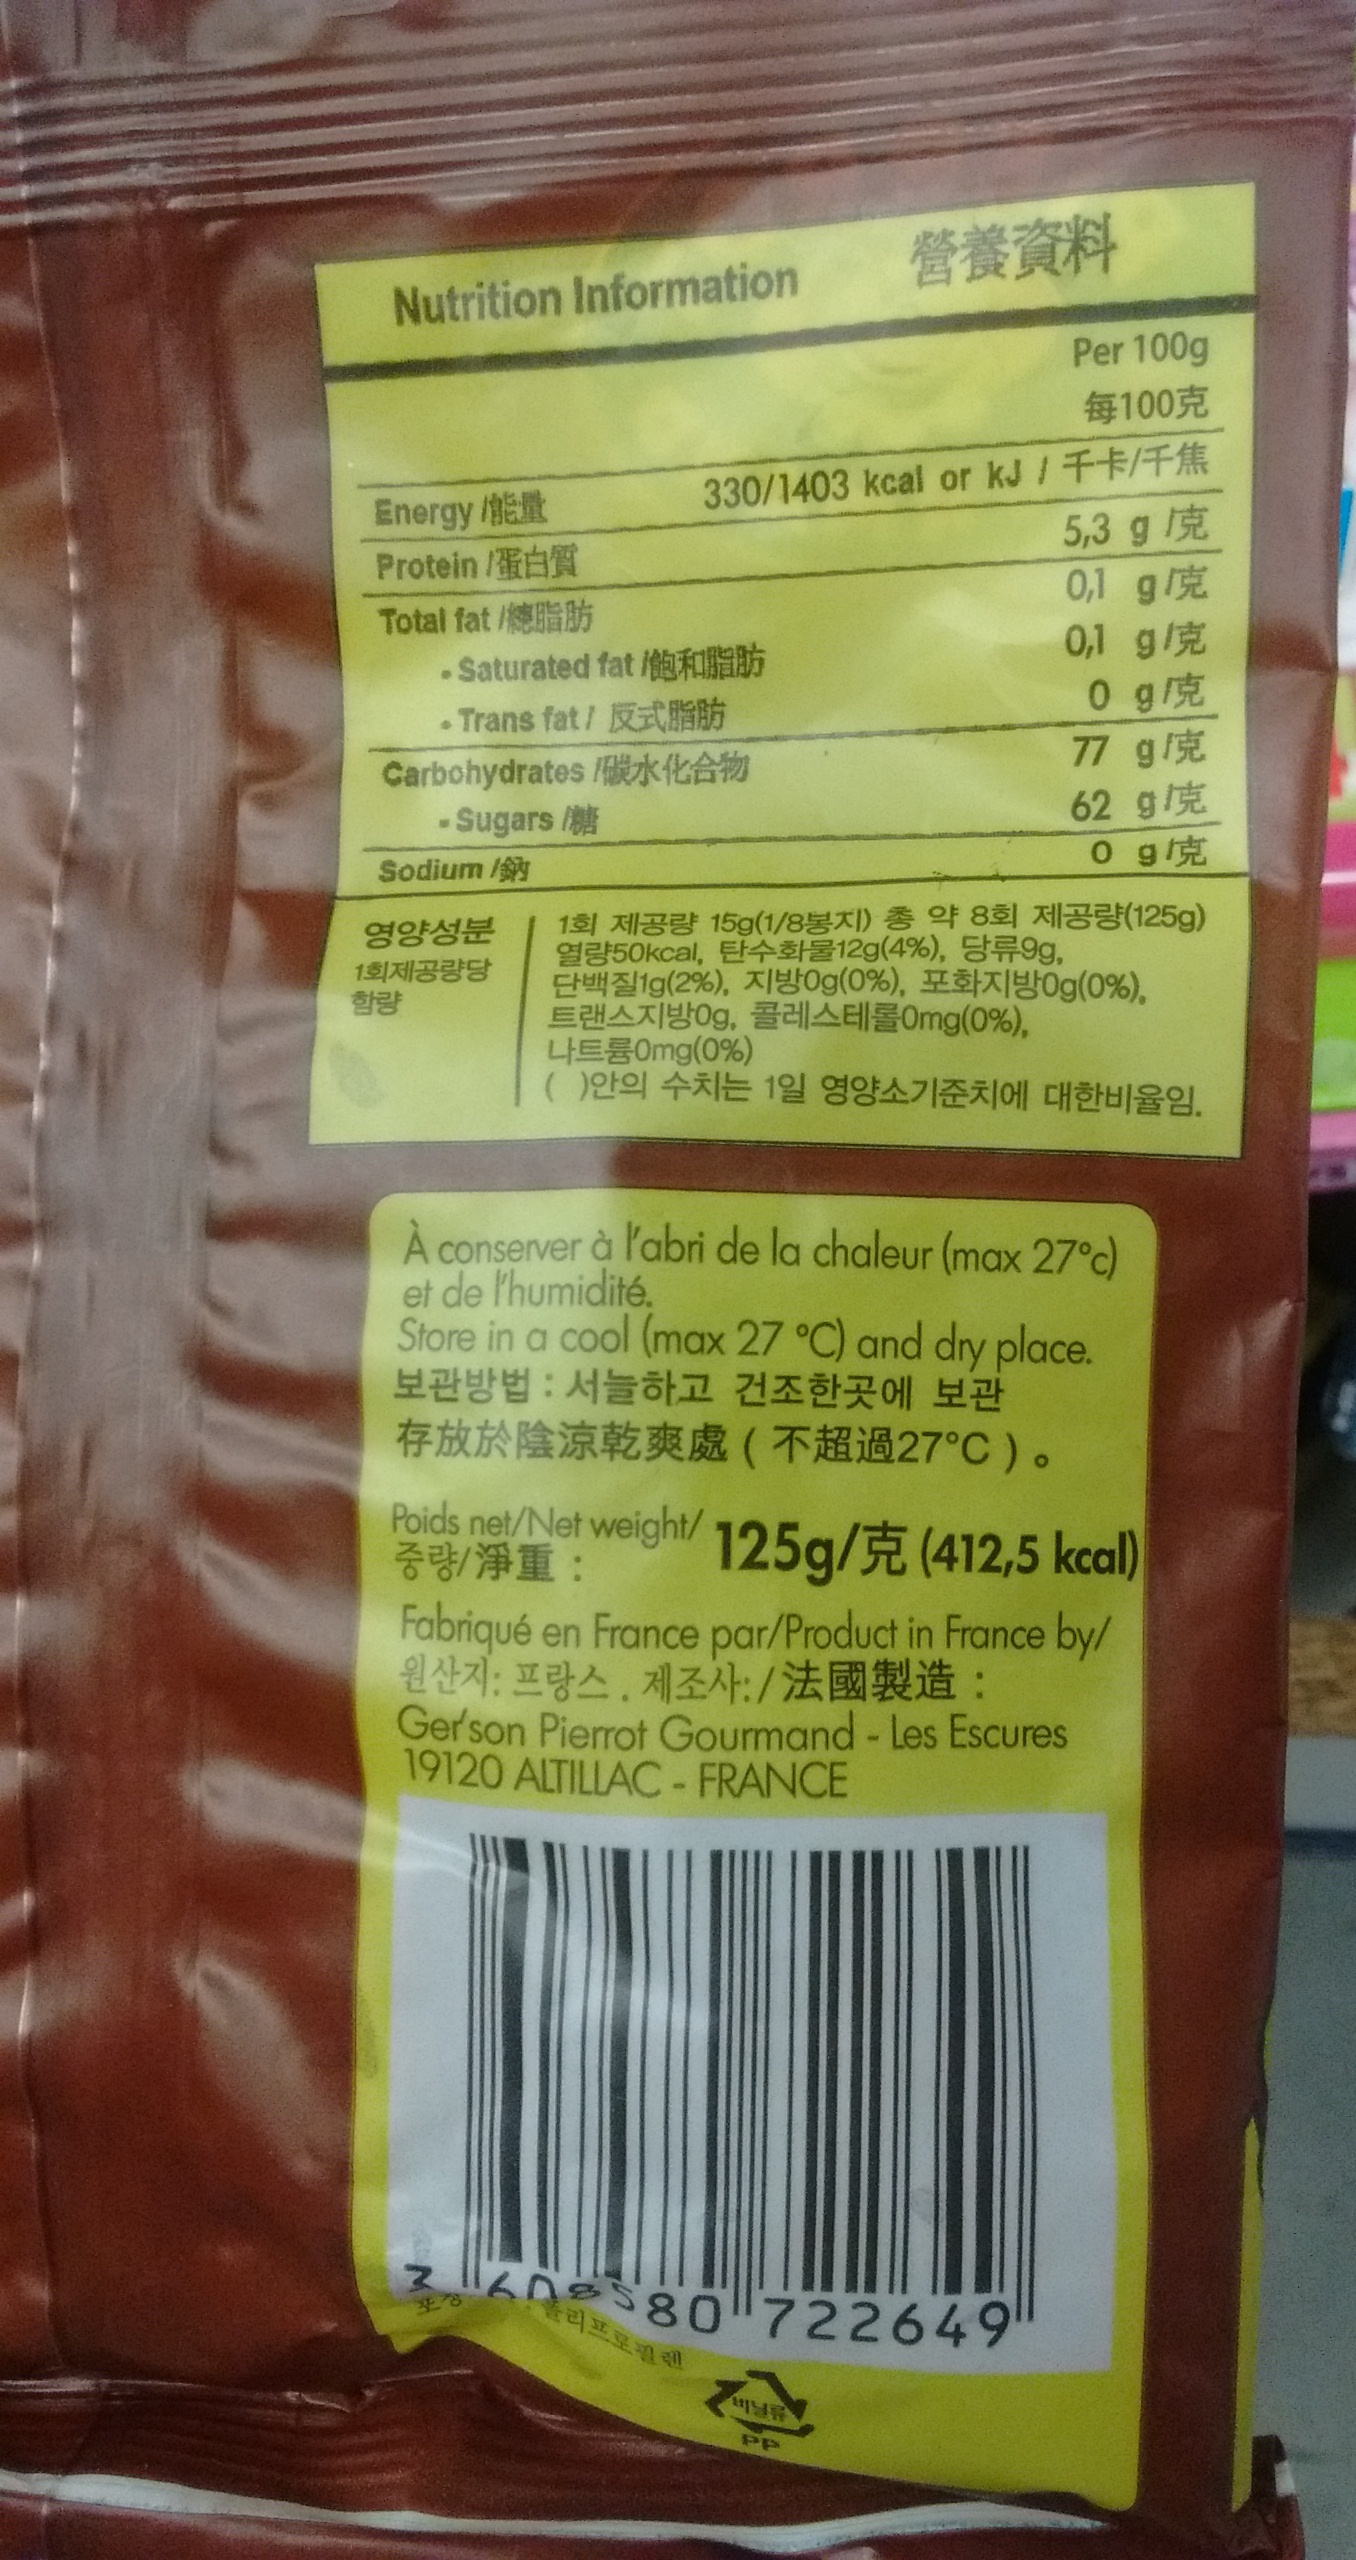 Nutrition Information 營養資料
Per 100g
每100克
Energy /能量 330/1403 kcal or kJ / 千卡/千焦
Protein /蛋白質 5,3 g /克
Total fat /總脂肪 0,1 g /克
• Saturated fat /飽和脂肪 0,1 g /克
• Trans fat / 反式脂肪 0 g /克
Carbohydrates /碳水化合物 77 g /克
• Sugars /糖 62 g /克
Sodium /鈉 0 g /克
영양성분
1회제공량당
함량
1회 제공량 15g(1/8봉지) 총 약 8회 제공량(125g)
열량50kcal, 탄수화물12g(4%), 당류9g,
단백질1g(2%), 지방0g(0%), 포화지방0g(0%),
트랜스지방0g, 콜레스테롤0mg(0%),
나트륨0mg(0%)
( )안의 수치는 1일 영양소기준치에 대한비율임.
À conserver à l'abri de la chaleur (max 27°c)
et de l'humidité.
Store in a cool (max 27 °C) and dry place.
보관방법 : 서늘하고 건조한곳에 보관
存放於陰涼乾爽處 ( 不超過27°C ) 。
Poids net/Net weight/
중량/淨重 : 125g/克 (412,5 kcal)
Fabriqué en France par/Product in France by/
원산지: 프랑스 . 제조사:/ 法國製造 :
Ger'son Pierrot Gourmand - Les Escures
19120 ALTILLAC - FRANCE
3 608580 722649
폴리프로필렌
비닐류
PP